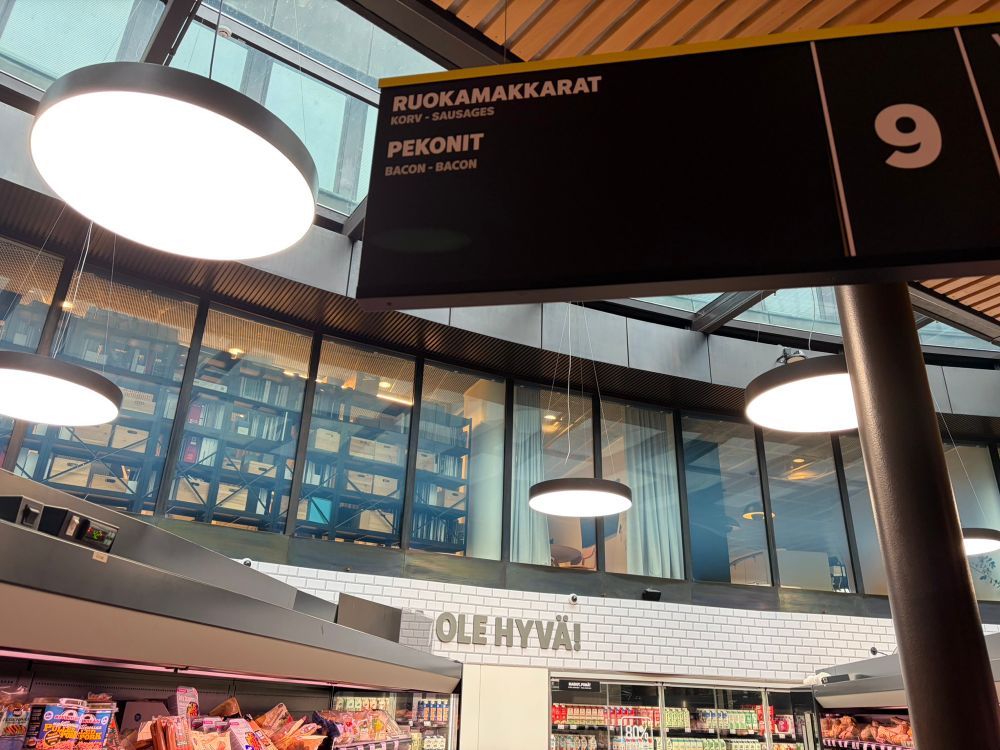 RUOKAMAKKARAT
KORV - SAUSAGES
PEKONIT
BACON - BACON
9
OLE HYVÄ!